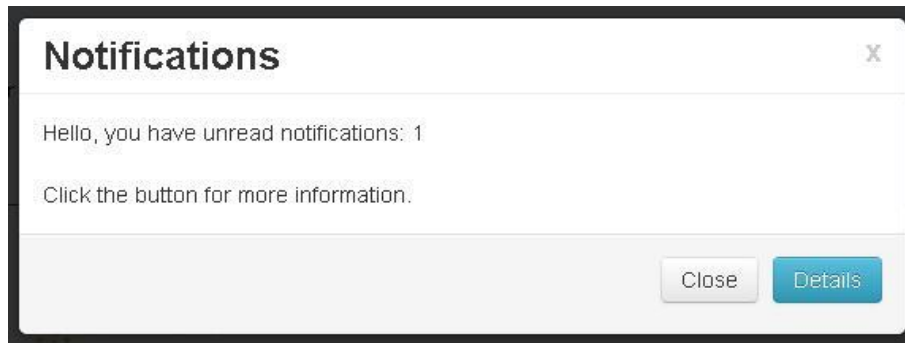 Notifications
x
Hello, you have unread notifications: 1
Click the button for more information.
Close
Details